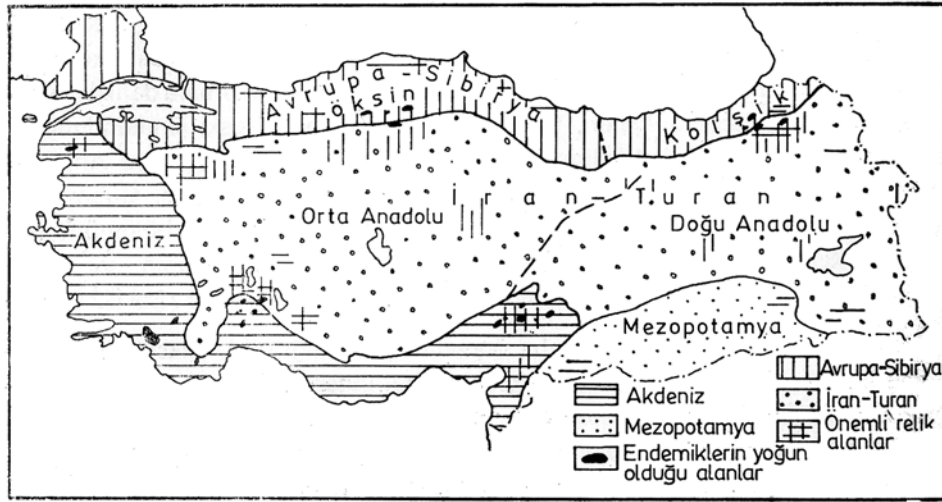 Avrupa-Sibirya
öksin
Kolşik
İran-Turan
Orta Anadolu
Doğu Anadolu
Akdeniz
Mezopotamya
Akdeniz
Mezopotamya
Endemiklerin yoğun
olduğu alanlar
Avrupa-Sibirya
İran-Turan
Önemli relik
alanlar